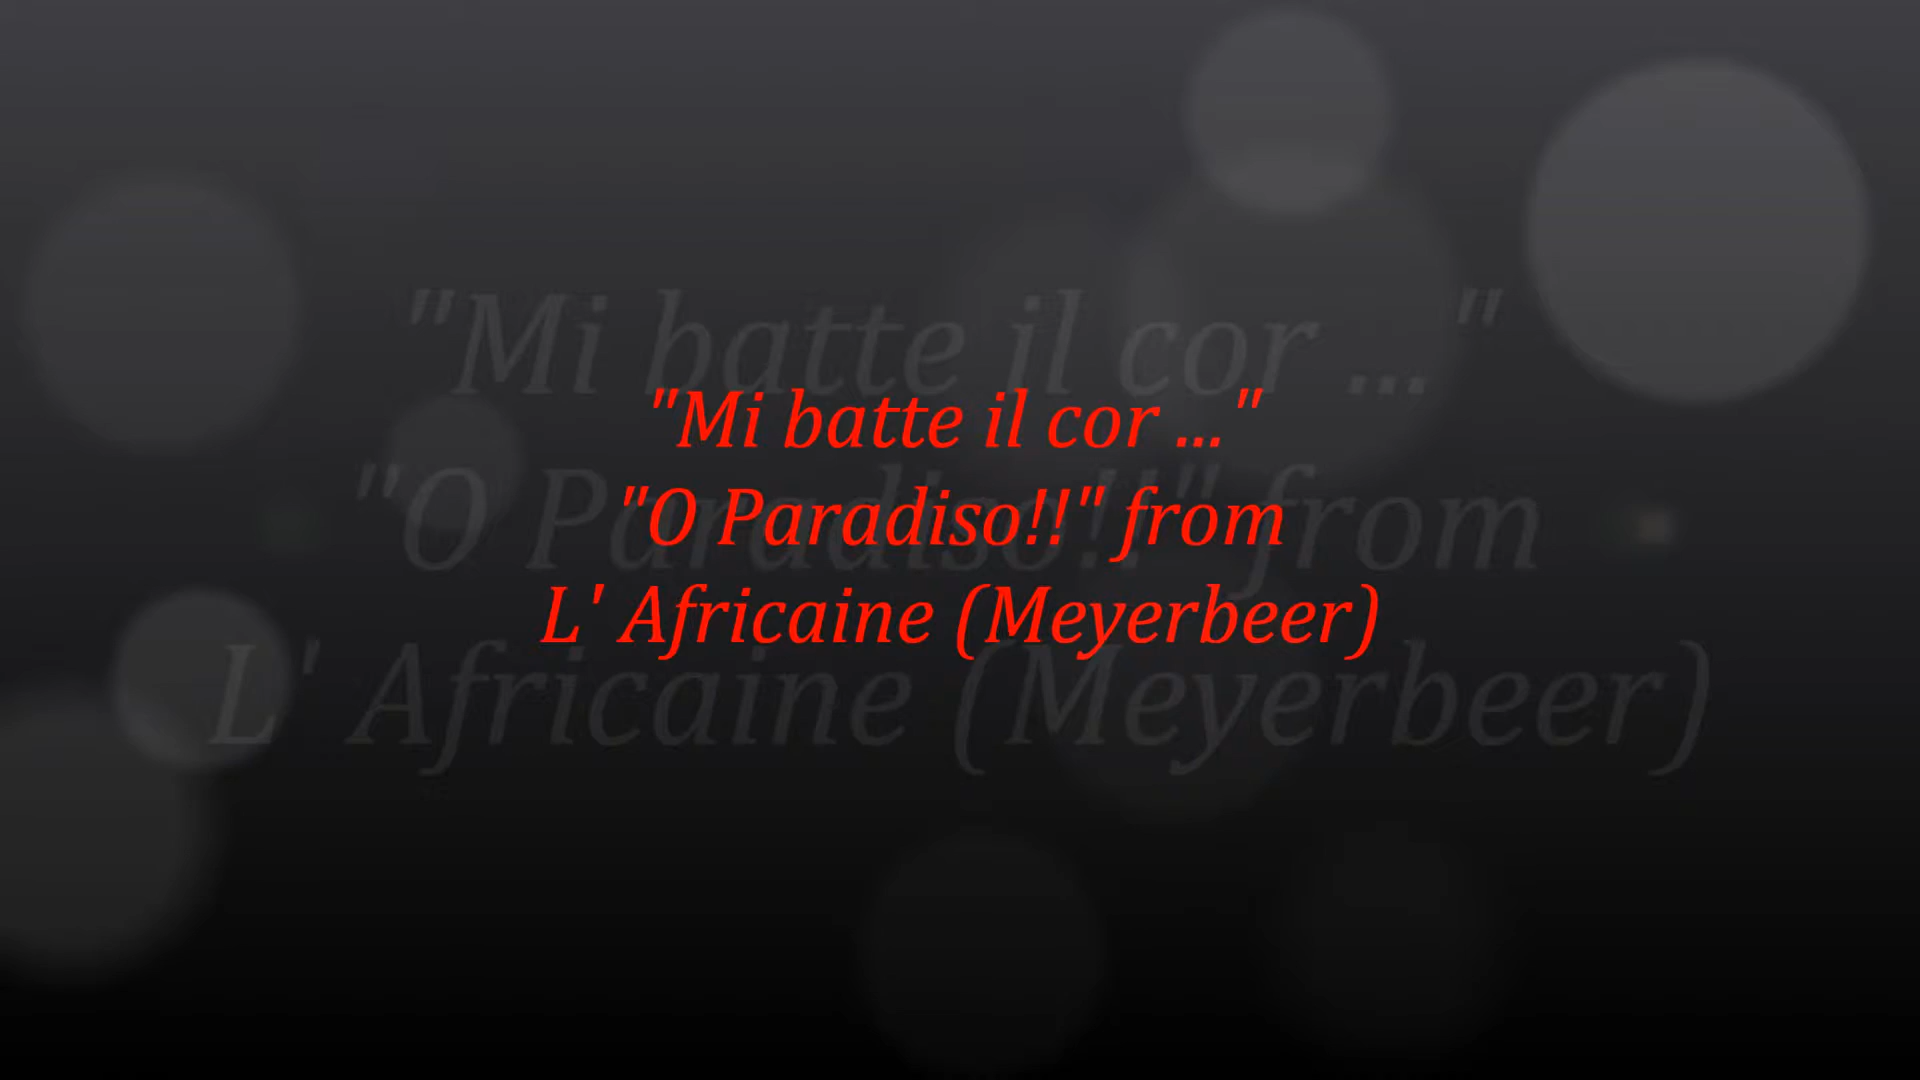 "Mi batte il cor ..."
"O Paradiso!!" from
L' Africaine (Meyerbeer)